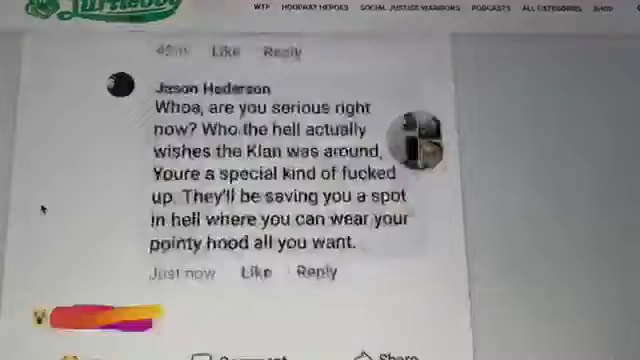 Turtleboy
WTF HOODRAT HEROES SOCIAL JUSTICE WARRIORS PODCASTS ALL CATEGORIES SHOP
Like Reply
Jason Hederson
Whoa, are you serious right
now? Who the hell actually
wishes the Klan was around,
Youre a special kind of fucked
up. They'll be saving you a spot
in hell where you can wear your
pointy hood all you want.
Just now Like Reply
Comment Share